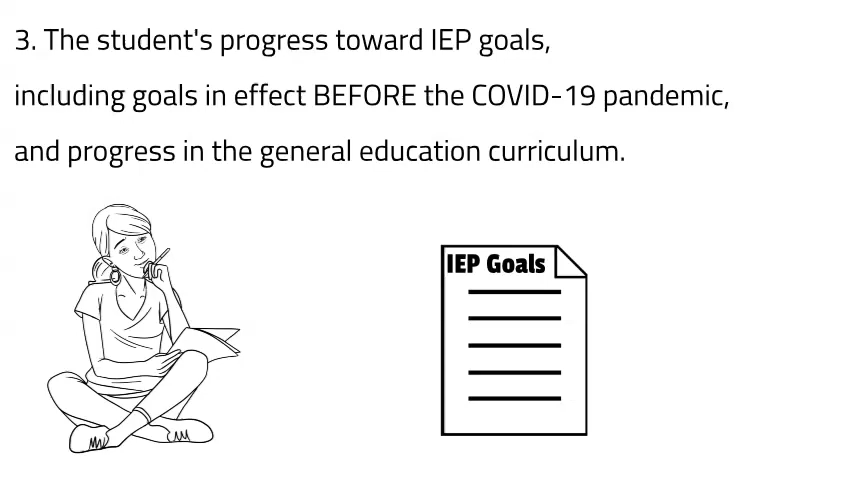 3. The student's progress toward IEP goals,
including goals in effect BEFORE the COVID-19 pandemic,
and progress in the general education curriculum.
IEP Goals